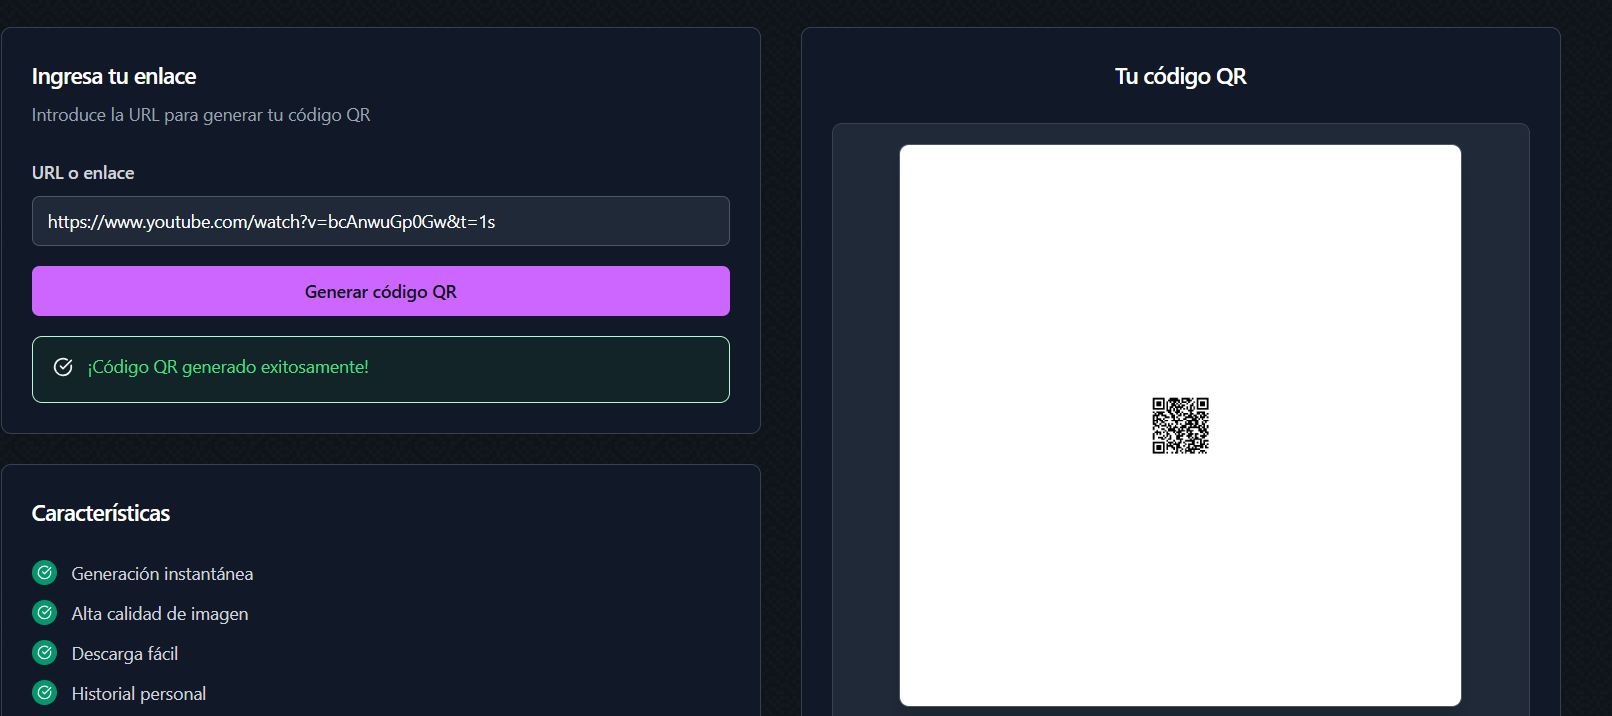 Ingresa tu enlace
Introduce la URL para generar tu código QR
URL o enlace
https://www.youtube.com/watch?v=bcAnwuGp0Gw&t=1s
Generar código QR
¡Código QR generado exitosamente!
Características
Generación instantánea
Alta calidad de imagen
Descarga fácil
Historial personal
Tu código QR